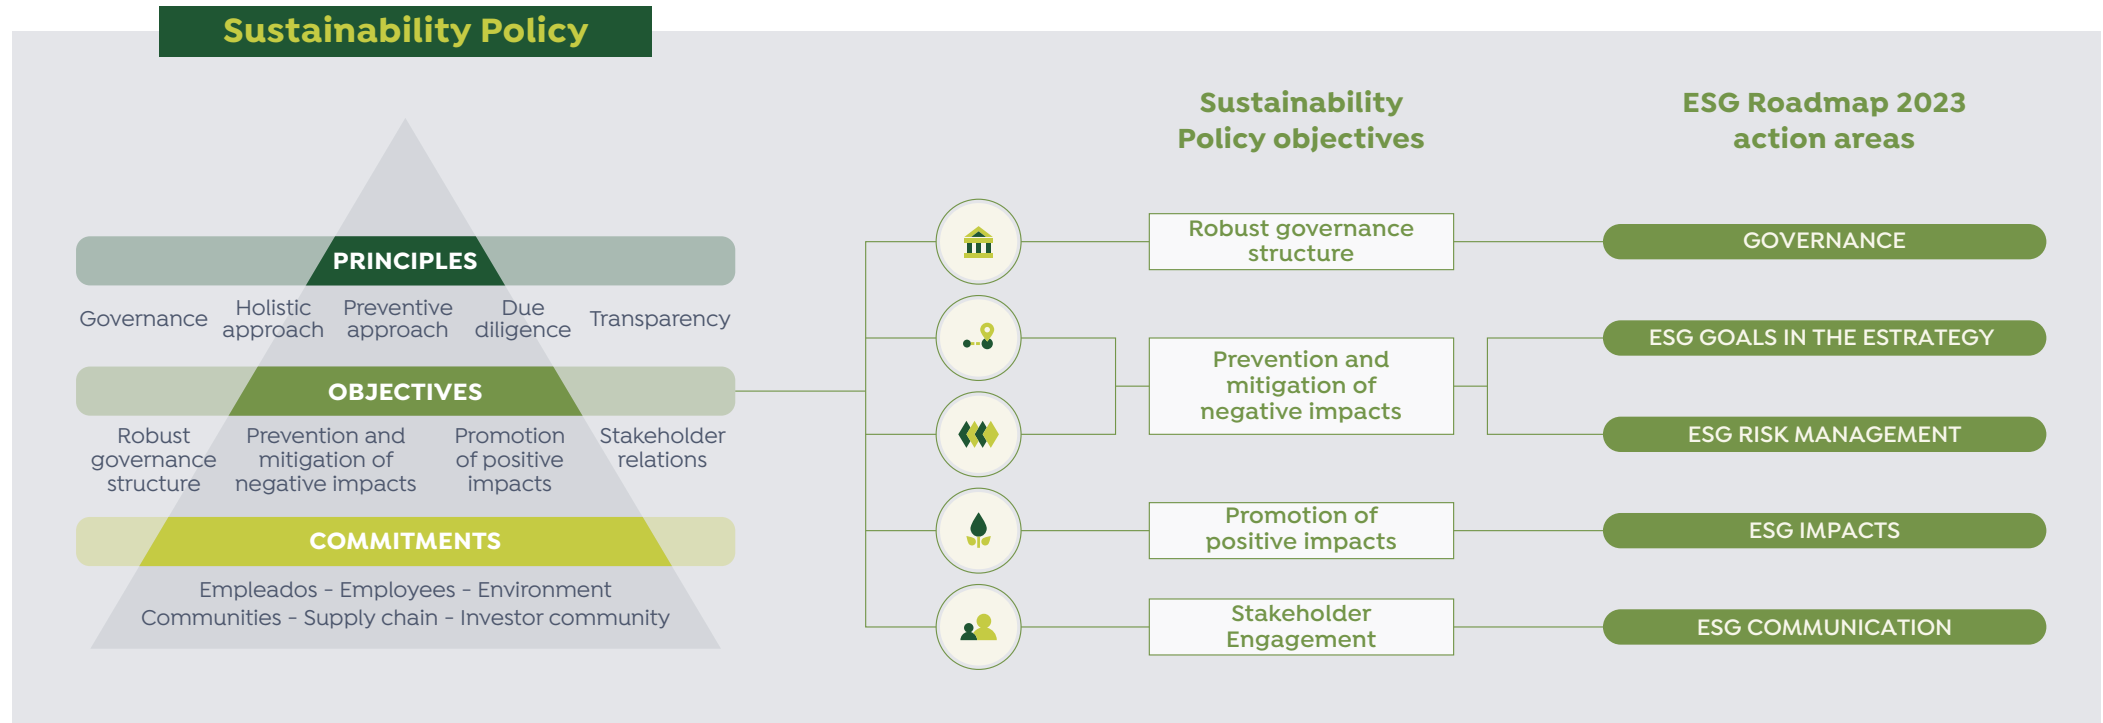 Sustainability Policy
PRINCIPLES
Governance
Holistic
approach
Preventive
approach
Due
diligence
Transparency
OBJECTIVES
Robust
governance
structure
Prevention and
mitigation of
negative impacts
Promotion
of positive
impacts
Stakeholder
relations
COMMITMENTS
Empleados - Employees - Environment
Communities - Supply chain - Investor community
Sustainability
Policy objectives
Robust governance
structure
Prevention and
mitigation of
negative impacts
Promotion of
positive impacts
Stakeholder
Engagement
ESG Roadmap 2023
action areas
GOVERNANCE
ESG GOALS IN THE ESTRATEGY
ESG RISK MANAGEMENT
ESG IMPACTS
ESG COMMUNICATION